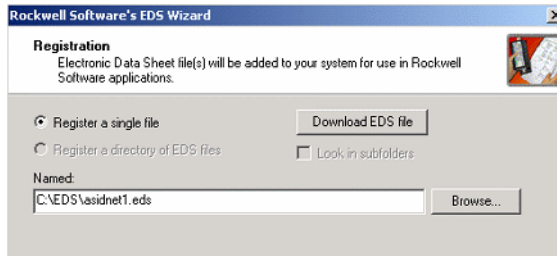 Rockwell Software's EDS Wizard
Registration
Electronic Data Sheet file(s) will be added to your system for use in Rockwell
Software applications.
Register a single file
Download EDS file
Register a directory of EDS files
Look in subfolders
Named:
C:\EDS\asidnet1.eds
Browse...